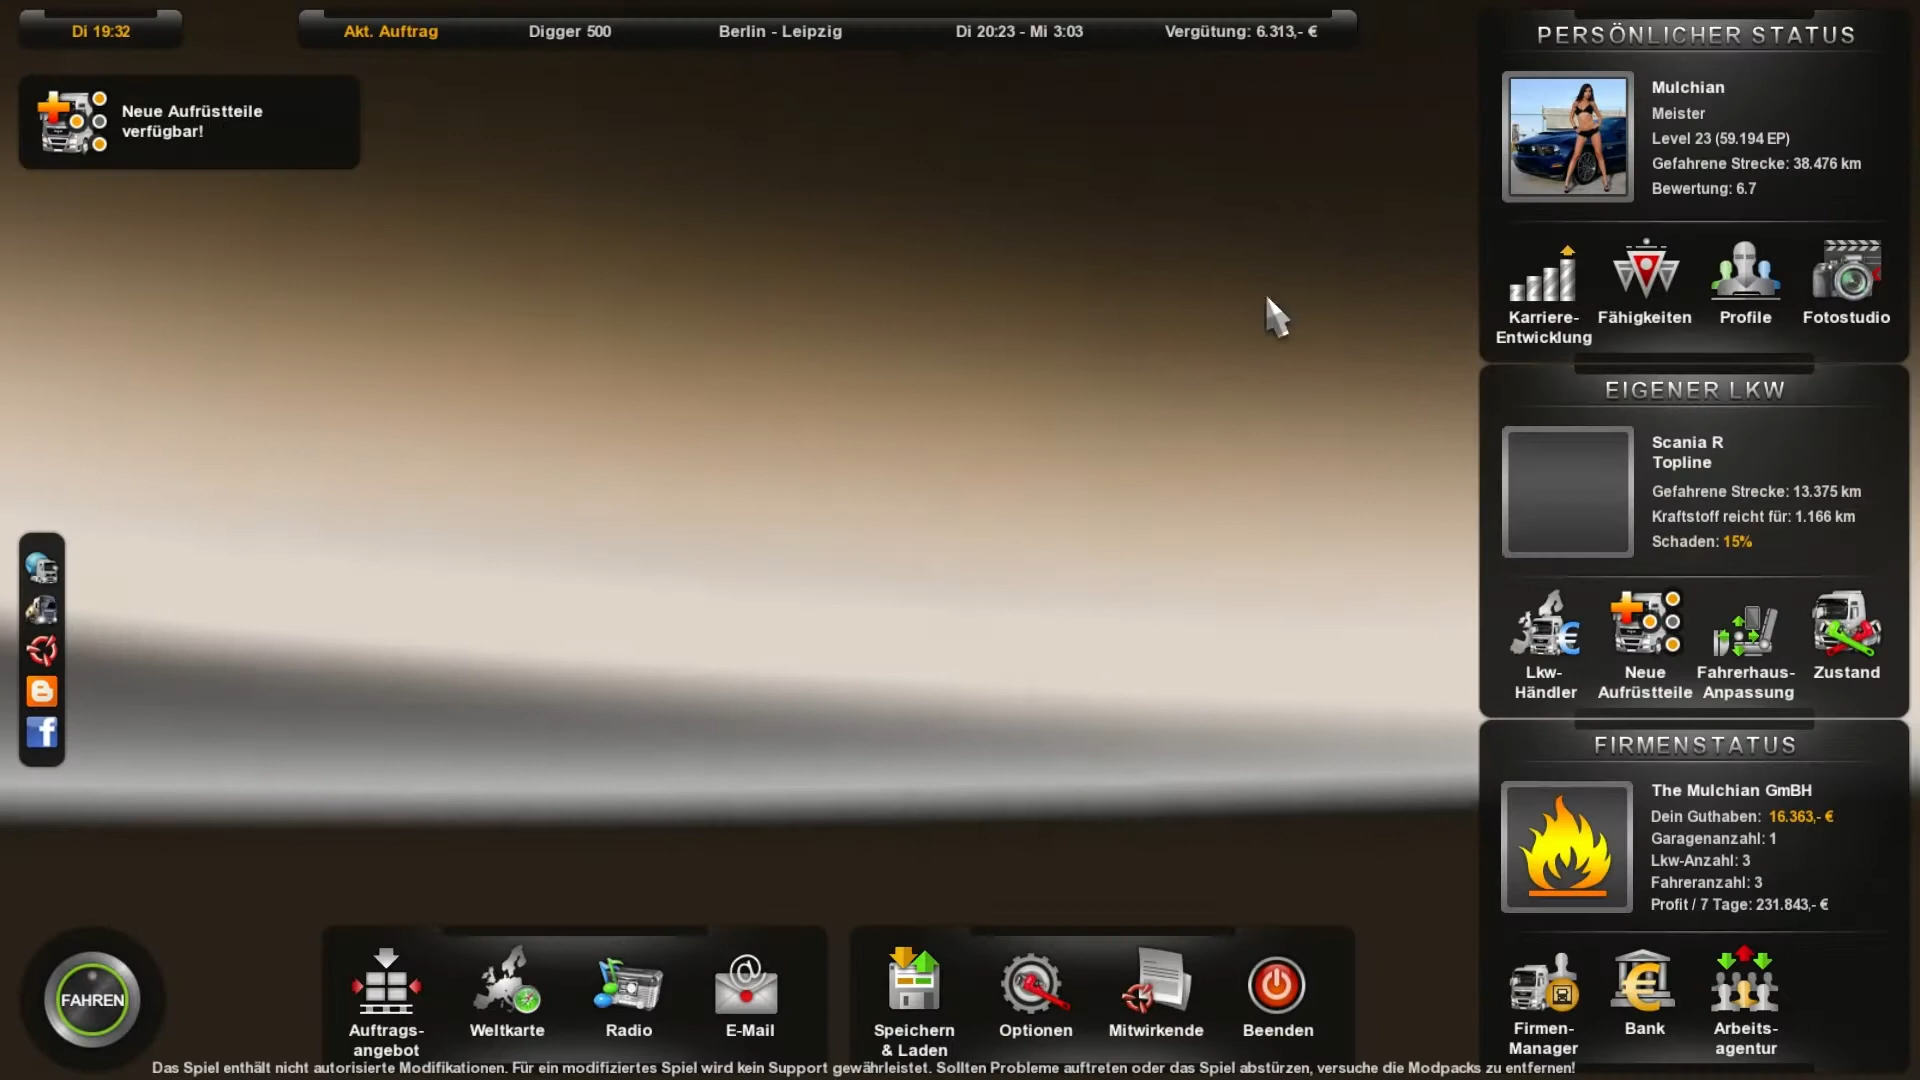 Di 19:32
Akt. Auftrag Digger 500 Berlin - Leipzig Di 20:23 - Mi 3:03 Vergütung: 6.313,- €
Neue Aufrüstteile
verfügbar!
PERSÖNLICHER STATUS
Mulchian
Meister
Level 23 (59.194 EP)
Gefahrene Strecke: 38.476 km
Bewertung: 6.7
Karriere-
Entwicklung
Fähigkeiten
Profile
Fotostudio
EIGENER LKW
Scania R
Topline
Gefahrene Strecke: 13.375 km
Kraftstoff reicht für: 1.166 km
Schaden: 15%
Lkw-
Händler
Neue
Aufrüstteile
Fahrerhaus-
Anpassung
Zustand
FIRMENSTATUS
The Mulchian GmBH
Dein Guthaben: 16.363,- €
Garagenanzahl: 1
Lkw-Anzahl: 3
Fahreranzahl: 3
Profit / 7 Tage: 231.843,- €
Firmen-
Manager
Bank
Arbeits-
agentur
FAHREN
Auftrags-
angebot
Weltkarte
Radio
E-Mail
Speichern
& Laden
Optionen
Mitwirkende
Beenden
Das Spiel enthält nicht autorisierte Modifikationen. Für ein modifiziertes Spiel wird kein Support gewährleistet. Sollten Probleme auftreten oder das Spiel abstürzen, versuche die Modpacks zu entfernen!